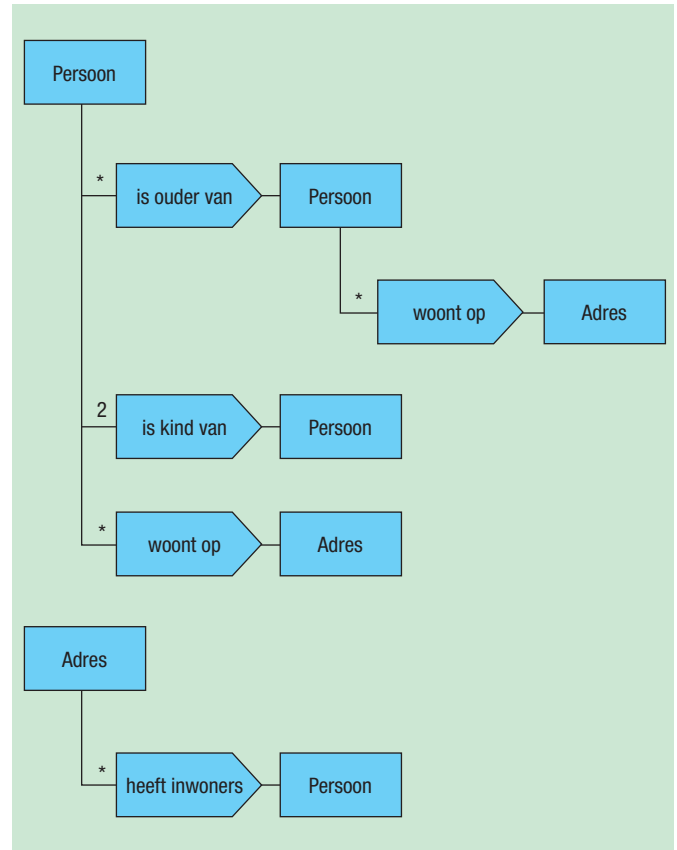 Persoon
* is ouder van Persoon
* woont op Adres
2 is kind van Persoon
* woont op Adres
Adres
* heeft inwoners Persoon